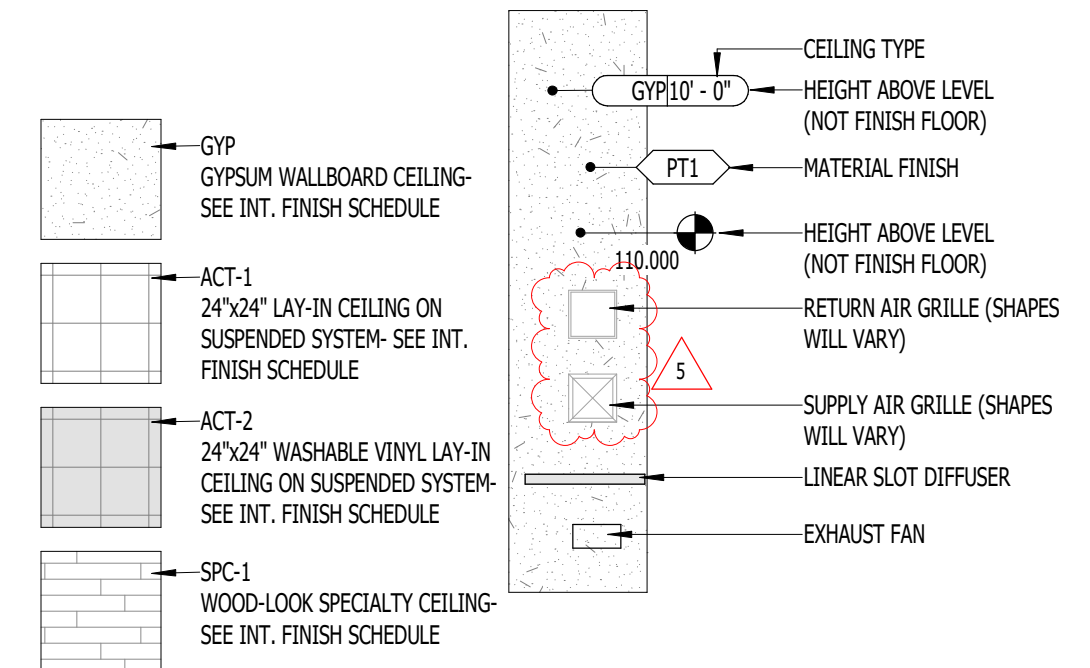 GYP
GYPSUM WALLBOARD CEILING-
SEE INT. FINISH SCHEDULE
ACT-1
24"x24" LAY-IN CEILING ON
SUSPENDED SYSTEM- SEE INT.
FINISH SCHEDULE
ACT-2
24"x24" WASHABLE VINYL LAY-IN
CEILING ON SUSPENDED SYSTEM-
SEE INT. FINISH SCHEDULE
SPC-1
WOOD-LOOK SPECIALTY CEILING-
SEE INT. FINISH SCHEDULE
CEILING TYPE
GYP 10' - 0"
HEIGHT ABOVE LEVEL
(NOT FINISH FLOOR)
PT1
MATERIAL FINISH
HEIGHT ABOVE LEVEL
(NOT FINISH FLOOR)
110.000
RETURN AIR GRILLE (SHAPES
WILL VARY)
5
SUPPLY AIR GRILLE (SHAPES
WILL VARY)
LINEAR SLOT DIFFUSER
EXHAUST FAN